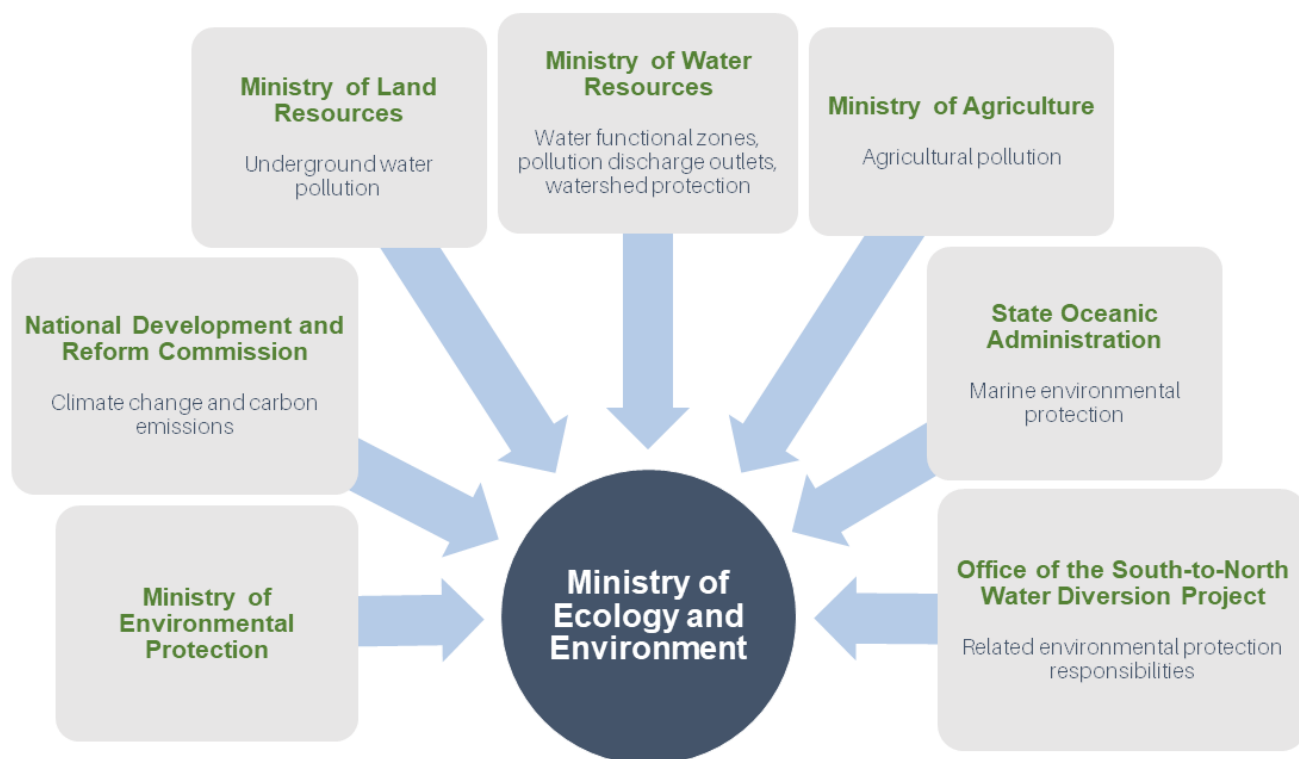 Ministry of Land
Resources
Underground water
pollution
Ministry of Water
Resources
Water functional zones,
pollution discharge outlets,
watershed protection
Ministry of Agriculture
Agricultural pollution
National Development and
Reform Commission
Climate change and carbon
emissions
State Oceanic
Administration
Marine environmental
protection
Ministry of
Environmental
Protection
Ministry of
Ecology and
Environment
Office of the South-to-North
Water Diversion Project
Related environmental protection
responsibilities